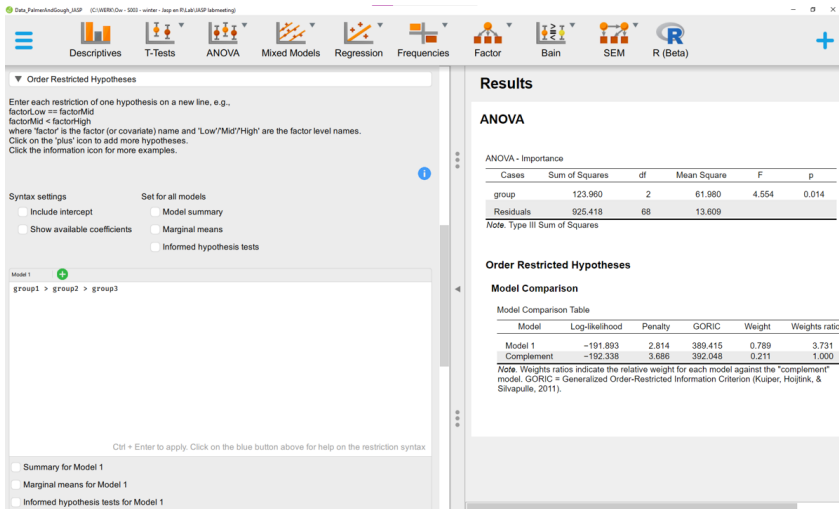 Data_PalmerAndGough_JASP (C:\WERK\Ow - S003 - winter - Jasp en R\Lab\JASP labmeeting)
Descriptives
T-Tests
ANOVA
Mixed Models
Regression
Frequencies
Factor
Bain
SEM
R (Beta)
Order Restricted Hypotheses
Enter each restriction of one hypothesis on a new line, e.g.,
factorLow == factorMid
factorMid < factorHigh
where 'factor' is the factor (or covariate) name and 'Low'/'Mid'/'High' are the factor level names.
Click on the 'plus' icon to add more hypotheses.
Click the information icon for more examples.
Syntax settings
Set for all models
Include intercept
Model summary
Show available coefficients
Marginal means
Informed hypothesis tests
Model 1
group1 > group2 > group3
Ctrl + Enter to apply. Click on the blue button above for help on the restriction syntax
Summary for Model 1
Marginal means for Model 1
Informed hypothesis tests for Model 1
Results
ANOVA
ANOVA - Importance
Cases Sum of Squares df Mean Square F p
group 123.960 2 61.980 4.554 0.014
Residuals 925.418 68 13.609
Note. Type III Sum of Squares
Order Restricted Hypotheses
Model Comparison
Model Comparison Table
Model Log-likelihood Penalty GORIC Weight Weights ratio
Model 1 −191.893 2.814 389.415 0.789 3.731
Complement −192.338 3.686 392.048 0.211 1.000
Note. Weights ratios indicate the relative weight for each model against the "complement"
model. GORIC = Generalized Order-Restricted Information Criterion (Kuiper, Hoijtink, &
Silvapulle, 2011).